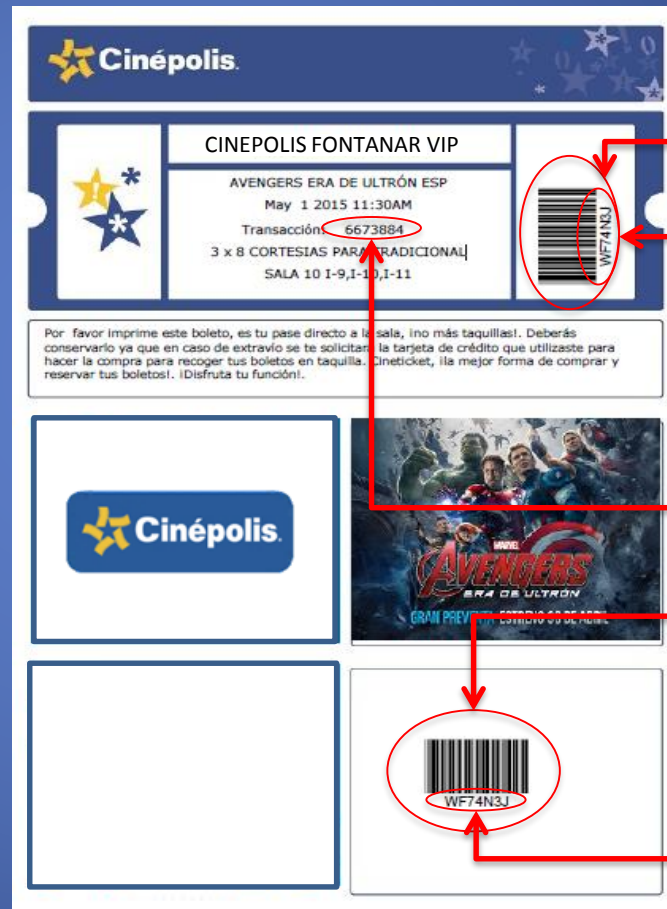 Cinépolis.
CINEPOLIS FONTANAR VIP
AVENGERS ERA DE ULTRÓN ESP
May 1 2015 11:30AM
Transacción: 6673884
3 x 8 CORTESIAS PARA TRADICIONAL
SALA 10 I-9,I-10,I-11
WF74N3J
Por favor imprime este boleto, es tu pase directo a la sala, ¡no más taquillas!. Deberás
conservarlo ya que en caso de extravío se te solicitará la tarjeta de crédito que utilizaste para
hacer la compra para recoger tus boletos en taquilla. Cineticket, ¡la mejor forma de comprar y
reservar tus boletos!. ¡Disfruta tu función!.
Cinépolis.
MARVEL
AVENGERS
ERA DE ULTRÓN
GRAN PREVENTA ESTRENO DE ABRIL
WF74N3J